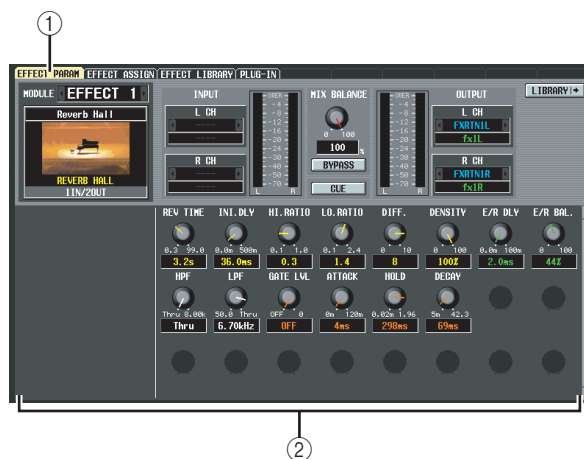 ①
EFFECT PARAM EFFECT ASSIGN EFFECT LIBRARY PLUG-IN
MODULE EFFECT 1
Reverb Hall
REVERB HALL
1IN/2OUT
INPUT
L CH
----
----
R CH
----
----
OVER
-4
-8
-12
-14
-16
-18
-20
-30
-40
-50
-70
L R
MIX BALANCE
0 100
100 %
BYPASS
CUE
OVER
-4
-8
-12
-14
-16
-18
-20
-30
-40
-50
-70
L R
OUTPUT
L CH
FXRTN1L
fx1L
R CH
FXRTN1R
fx1R
LIBRARY
REV TIME INI.DLY HI.RATIO LO.RATIO DIFF. DENSITY E/R DLY E/R BAL.
0.3 99.0 0.0m 500m 0.1 1.0 0.1 2.4 0 10 0 100 0.0m 100m 0 100
3.2s 36.0ms 0.3 1.4 8 100% 2.0ms 44%
HPF LPF GATE LVL ATTACK HOLD DECAY
Thru 8.00k 50.0 Thru OFF 0 0m 120m 0.02m 1.96 5m 42.3
Thru 6.70kHz OFF 4ms 298ms 69ms
②